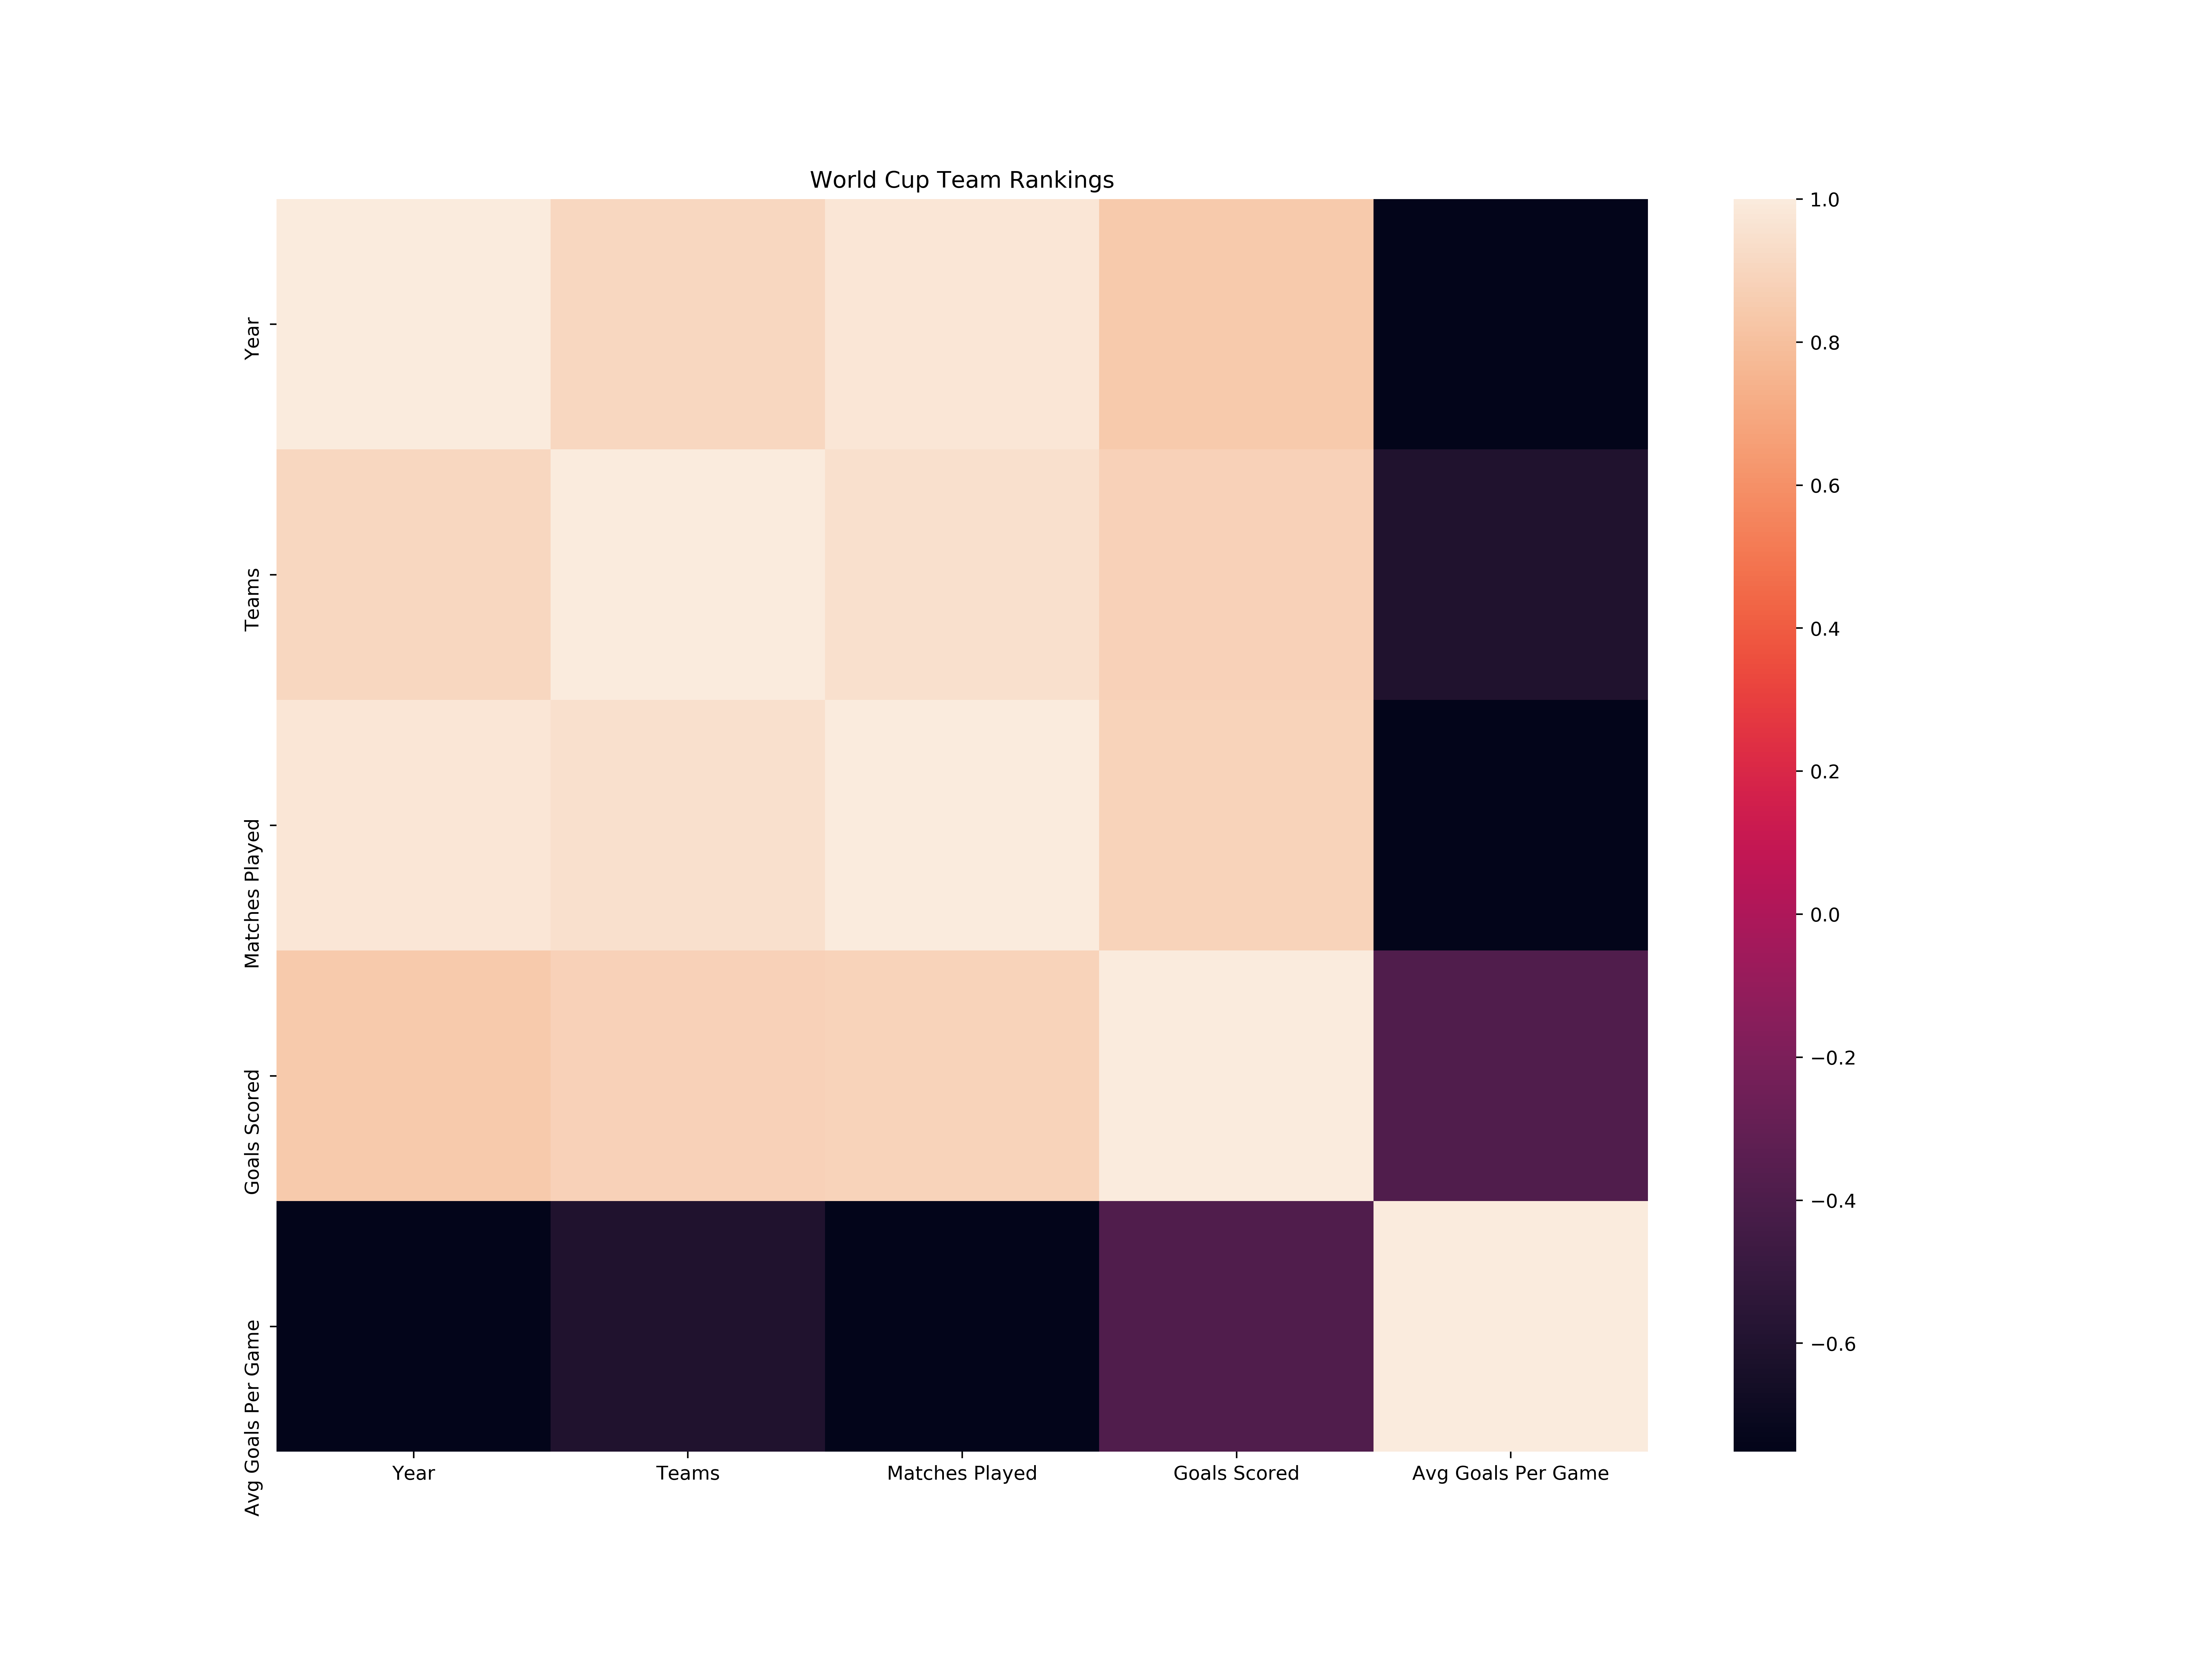 World Cup Team Rankings
Year
Teams
Matches Played
Goals Scored
Avg Goals Per Game
Year
Teams
Matches Played
Goals Scored
Avg Goals Per Game
1.0
0.8
0.6
0.4
0.2
0.0
−0.2
−0.4
−0.6